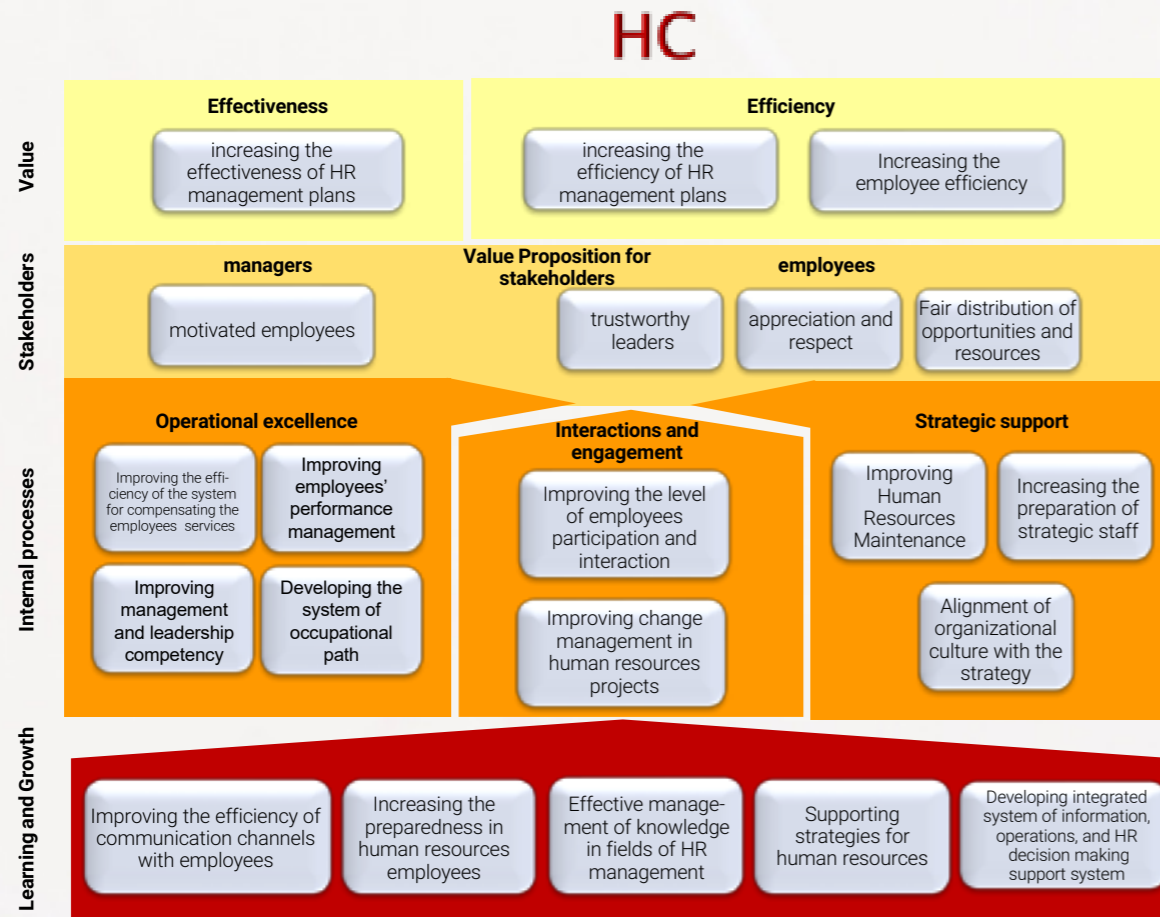 HC
Value
Effectiveness
increasing the
effectiveness of HR
management plans
Efficiency
increasing the
efficiency of HR
management plans
Increasing the
employee efficiency
Stakeholders
managers
motivated employees
Value Proposition for
stakeholders
employees
trustworthy
leaders
appreciation and
respect
Fair distribution of
opportunities and
resources
Internal processes
Operational excellence
Improving the effi-
ciency of the system
for compensating the
employees services
Improving
employees’
performance
management
Improving
management
and leadership
competency
Developing the
system of
occupational
path
Interactions and
engagement
Improving the level
of employees
participation and
interaction
Improving change
management in
human resources
projects
Strategic support
Improving
Human
Resources
Maintenance
Increasing the
preparation of
strategic staff
Alignment of
organizational
culture with the
strategy
Learning and Growth
Improving the efficiency of
communication channels
with employees
Increasing the
preparedness in
human resources
employees
Effective manage-
ment of knowledge
in fields of HR
management
Supporting
strategies for
human resources
Developing integrated
system of information,
operations, and HR
decision making
support system